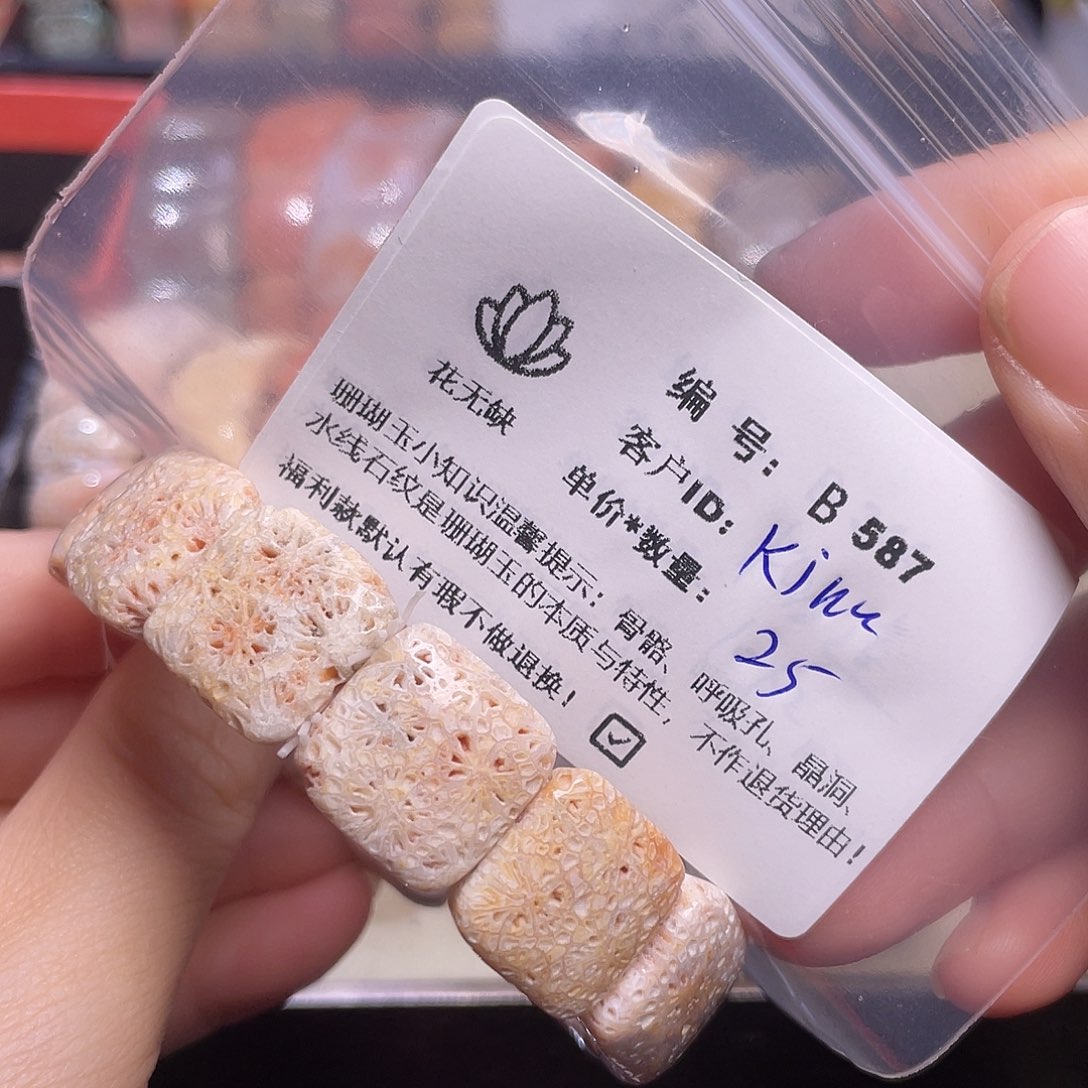 花无缺
编 号: B 587
客户ID: Kinu
单价*数量: 25
珊瑚玉小知识温馨提示: 骨骼、呼吸孔、晶洞、
水线石纹是珊瑚玉的本质与特性, 不作退货理由!
福利款默认有瑕不做退换!